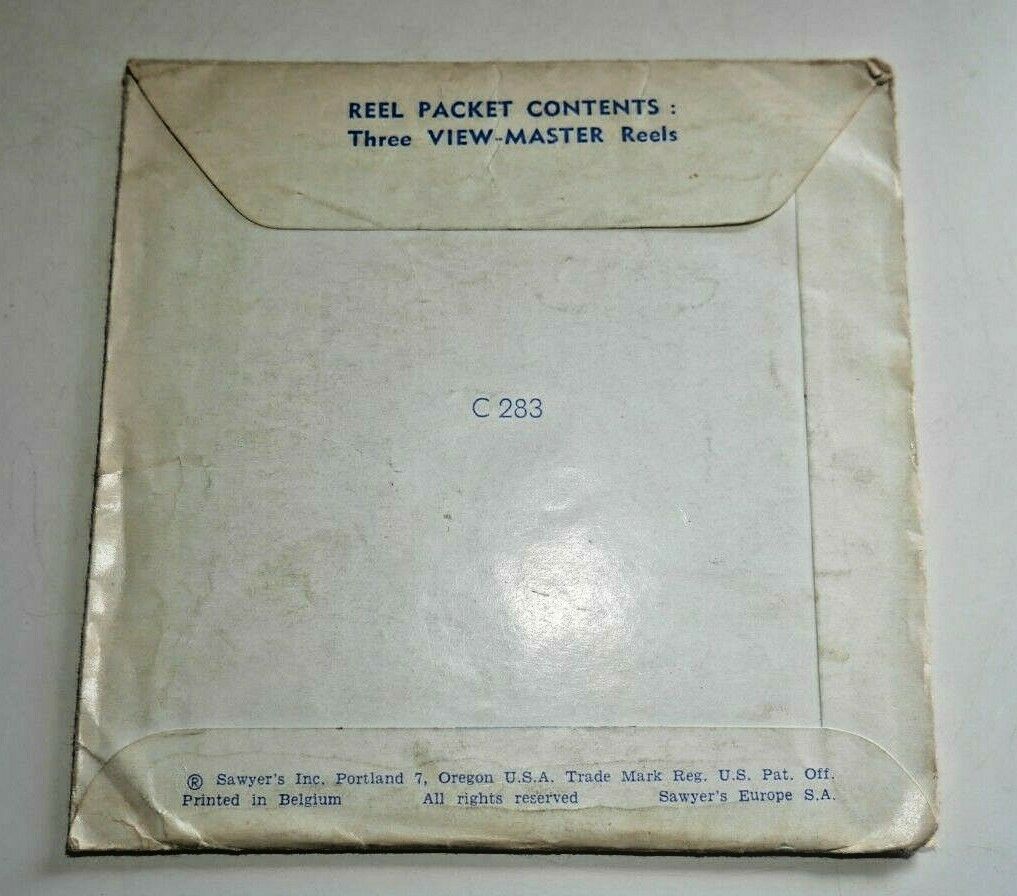 REEL PACKET CONTENTS :
Three VIEW-MASTER Reels
C 283
® Sawyer's Inc. Portland 7, Oregon U.S.A. Trade Mark Reg. U.S. Pat. Off.
Printed in Belgium All rights reserved Sawyer's Europe S.A.